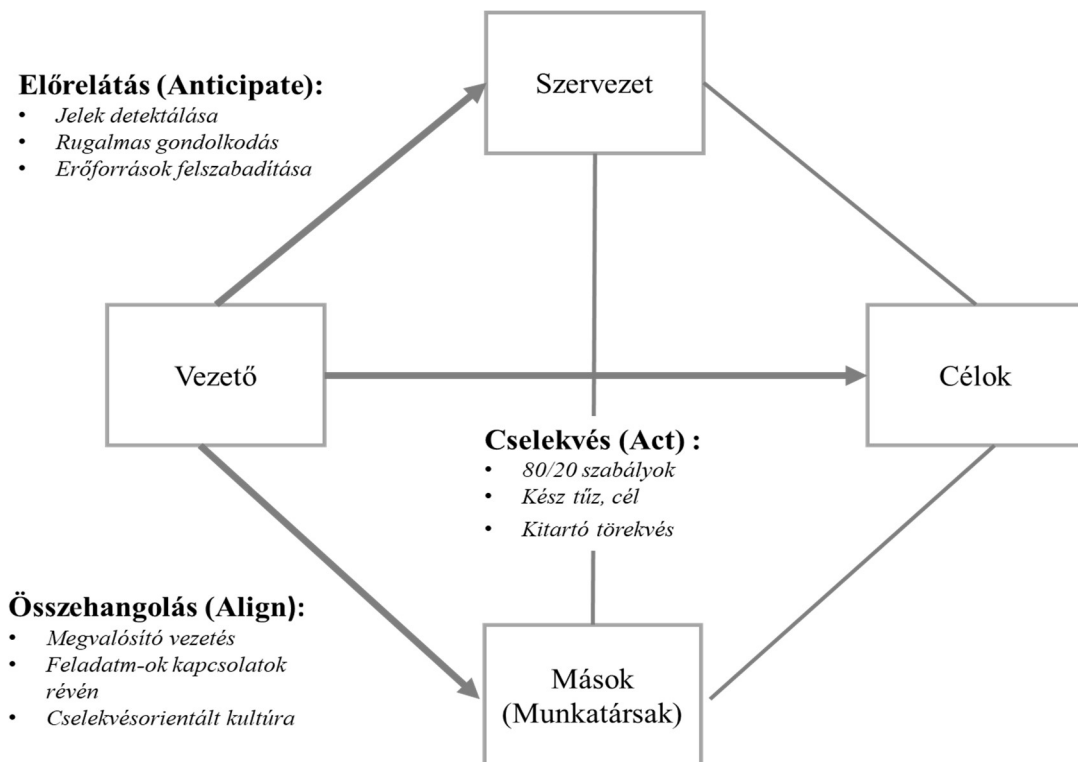 Előrelátás (Anticipate):
• Jelek detektálása
• Rugalmas gondolkodás
• Erőforrások felszabadítása
Szervezet
Vezető
Célok
Cselekvés (Act) :
• 80/20 szabályok
• Kész tűz, cél
• Kitartó törekvés
Összehangolás (Align):
• Megvalósító vezetés
• Feladatm-ok kapcsolatok
révén
• Cselekvésorientált kultúra
Mások
(Munkatársak)